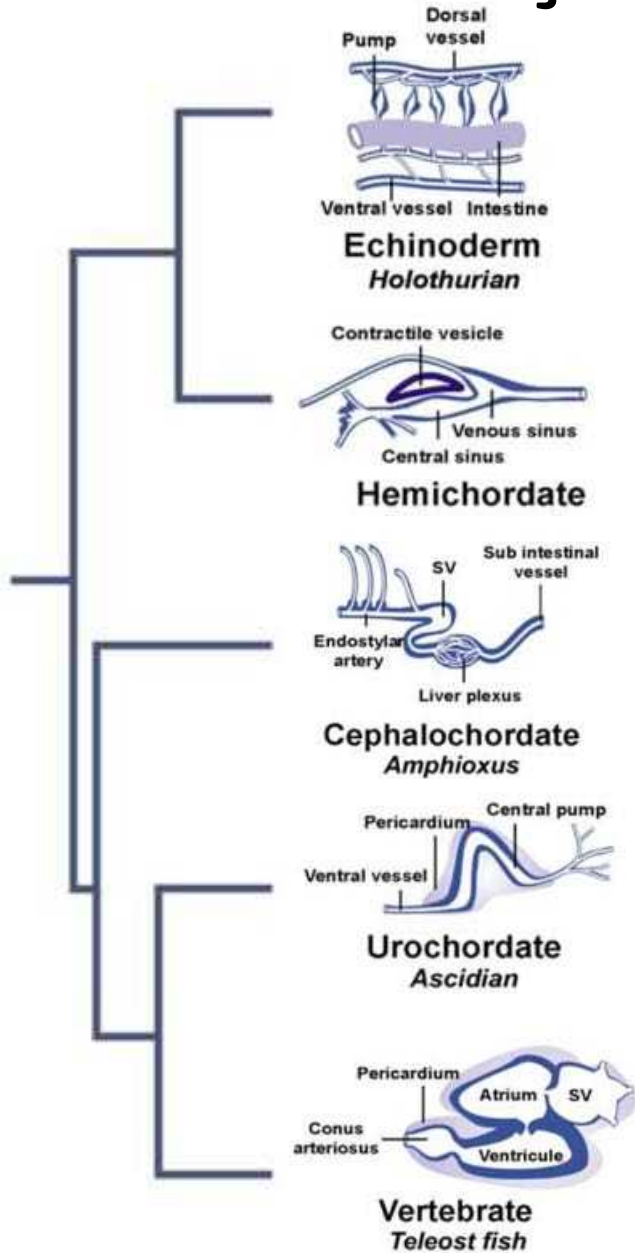 Dorsal
vessel
Pump
Ventral vessel Intestine
Echinoderm
Holothurian
Contractile vesicle
Venous sinus
Central sinus
Hemichordate
Sub intestinal
vessel
SV
Endostylar
artery
Liver plexus
Cephalochordate
Amphioxus
Central pump
Pericardium
Ventral vessel
Urochordate
Ascidian
Pericardium
Atrium SV
Conus
arteriosus
Ventricule
Vertebrate
Teleost fish